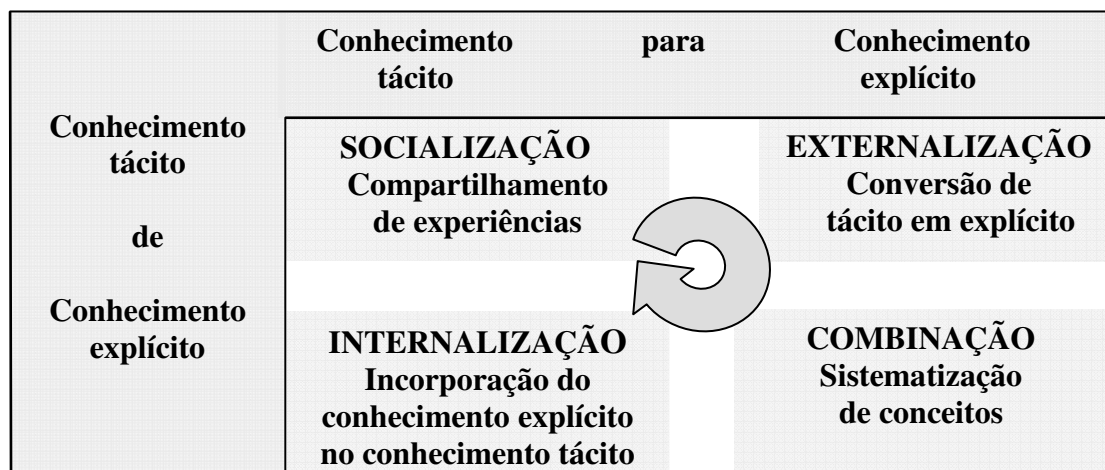 Conhecimento para Conhecimento
tácito explícito
Conhecimento
tácito
de
Conhecimento
explícito
SOCIALIZAÇÃO
Compartilhamento
de experiências
EXTERNALIZAÇÃO
Conversão de
tácito em explícito
INTERNALIZAÇÃO
Incorporação do
conhecimento explícito
no conhecimento tácito
COMBINAÇÃO
Sistematização
de conceitos